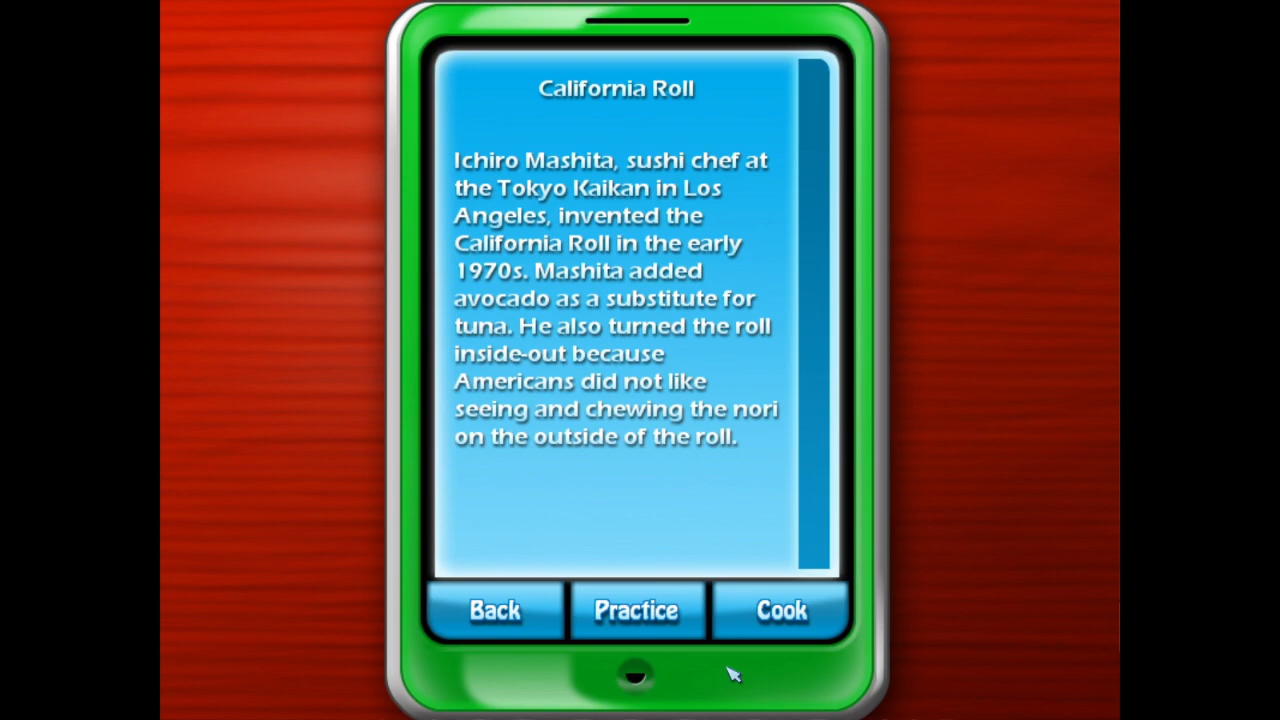 California Roll
Ichiro Mashita, sushi chef at
the Tokyo Kaikan in Los
Angeles, invented the
California Roll in the early
1970s. Mashita added
avocado as a substitute for
tuna. He also turned the roll
inside-out because
Americans did not like
seeing and chewing the nori
on the outside of the roll.
Back
Practice
Cook